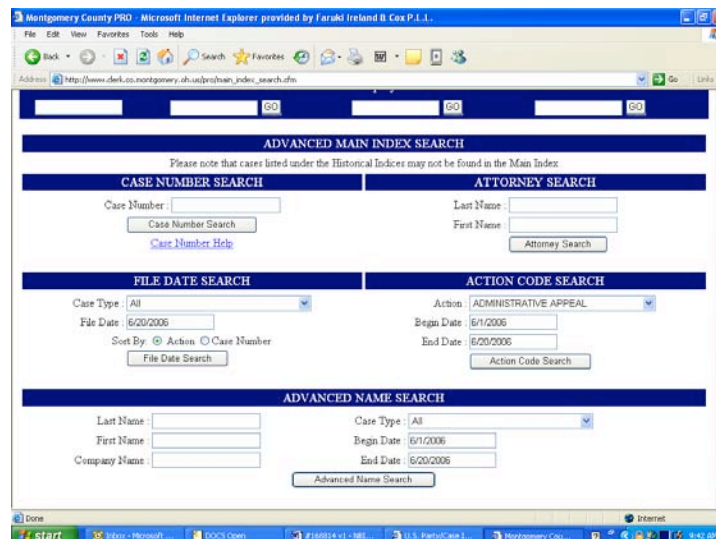 Montgomery County PRO - Microsoft Internet Explorer provided by Faruki Ireland & Cox P.L.L.
File Edit View Favorites Tools Help
Back Search Favorites
Address http://www.clerk.co.montgomery.oh.us/pro/main_index_search.cfm Go Links
GO GO GO
ADVANCED MAIN INDEX SEARCH
Please note that cases listed under the Historical Indices may not be found in the Main Index
CASE NUMBER SEARCH ATTORNEY SEARCH
Case Number : Last Name :
Case Number Search First Name :
Case Number Help Attorney Search
FILE DATE SEARCH ACTION CODE SEARCH
Case Type : All Action : ADMINISTRATIVE APPEAL
File Date : 6/20/2006 Begin Date : 6/1/2006
Sort By: Action Case Number End Date : 6/20/2006
File Date Search Action Code Search
ADVANCED NAME SEARCH
Last Name : Case Type : All
First Name : Begin Date : 6/1/2006
Company Name : End Date : 6/20/2006
Advanced Name Search
Done Internet
start Inbox - Microsoft ... DOCS Open #166814 v1 - NBI... U.S. Party/Case I... Montgomery Cou... 9:42 AM